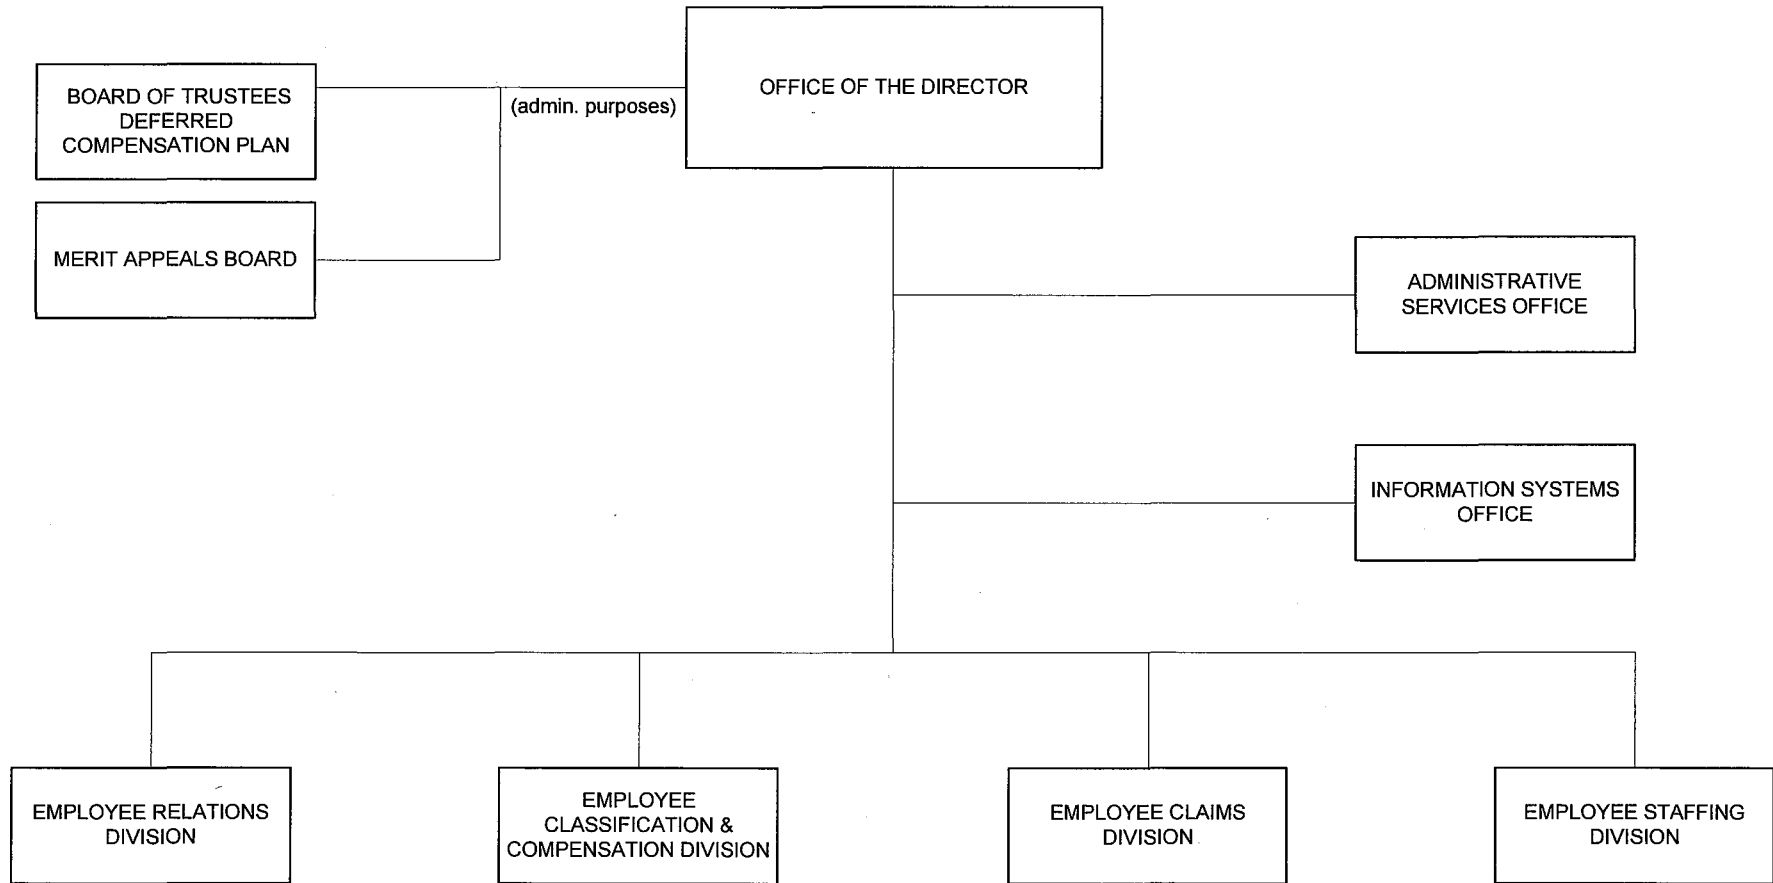 OFFICE OF THE DIRECTOR
BOARD OF TRUSTEES
DEFERRED
COMPENSATION PLAN
(admin. purposes)
MERIT APPEALS BOARD
ADMINISTRATIVE
SERVICES OFFICE
INFORMATION SYSTEMS
OFFICE
EMPLOYEE RELATIONS
DIVISION
EMPLOYEE
CLASSIFICATION &
COMPENSATION DIVISION
EMPLOYEE CLAIMS
DIVISION
EMPLOYEE STAFFING
DIVISION